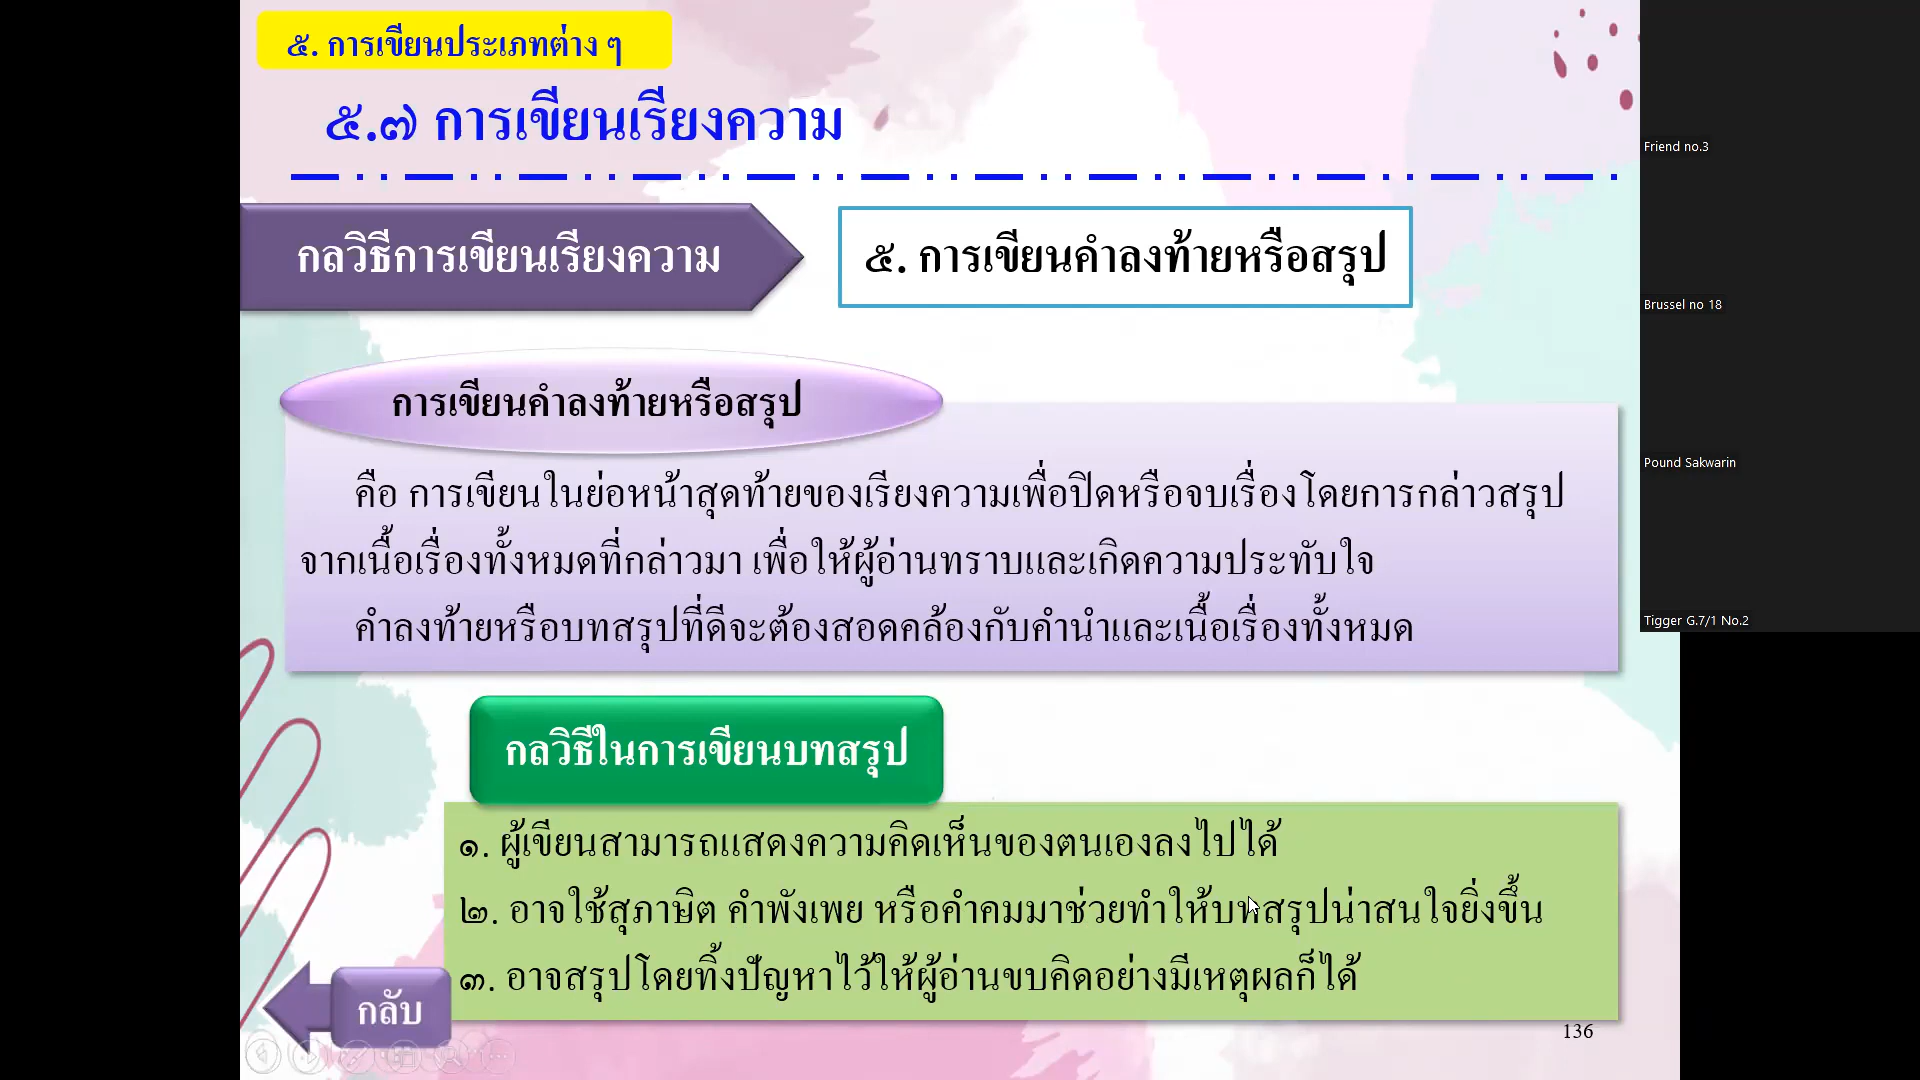 ๕. การเขียนประเภทต่าง ๆ
๕.๗ การเขียนเรียงความ
กลวิธีการเขียนเรียงความ
๕. การเขียนคำลงท้ายหรือสรุป
การเขียนคำลงท้ายหรือสรุป
คือ การเขียนในย่อหน้าสุดท้ายของเรียงความเพื่อปิดหรือจบเรื่องโดยการกล่าวสรุป
จากเนื้อเรื่องทั้งหมดที่กล่าวมา เพื่อให้ผู้อ่านทราบและเกิดความประทับใจ
คำลงท้ายหรือบทสรุปที่ดีจะต้องสอดคล้องกับคำนำและเนื้อเรื่องทั้งหมด
กลวิธีในการเขียนบทสรุป
๑. ผู้เขียนสามารถแสดงความคิดเห็นของตนเองลงไปได้
๒. อาจใช้สุภาษิต คำพังเพย หรือคำคมมาช่วยทำให้บทสรุปน่าสนใจยิ่งขึ้น
๓. อาจสรุปโดยทิ้งปัญหาไว้ให้ผู้อ่านขบคิดอย่างมีเหตุผลก็ได้
กลับ
136
Friend no.3
Brussel no 18
Pound Sakwarin
Tigger G.7/1 No.2